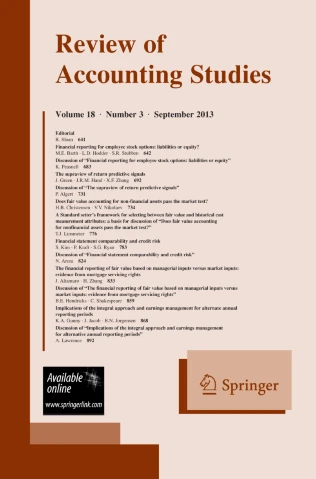 Review of
Accounting Studies
Volume 18 · Number 3 · September 2013
Editorial
R. Sloan 641
Financial reporting for employee stock options: liabilities or equity?
M.E. Barth · L.D. Hodder · S.R. Stubben 642
Discussion of "Financial reporting for employee stock options: liabilities or equity"
K. Peasnell 683
The supraview of return predictive signals
J. Green · J.R.M. Hand · X.F. Zhang 692
Discussion of "The supraview of return predictive signals"
P. Algert 731
Does fair value accounting for non-financial assets pass the market test?
H.B. Christensen · V.V. Nikolaev 734
A Standard setter's framework for selecting between fair value and historical cost
measurement attributes: a basis for discussion of "Does fair value accounting
for nonfinancial assets pass the market test?"
T.J. Linsmeier 776
Financial statement comparability and credit risk
S. Kim · P. Kraft · S.G. Ryan 783
Discussion of "Financial statement comparability and credit risk"
N. Arora 824
The financial reporting of fair value based on managerial inputs versus market inputs:
evidence from mortgage servicing rights
J. Altamuro · H. Zhang 833
Discussion of "The financial reporting of fair value based on managerial inputs versus
market inputs: evidence from mortgage servicing rights"
B.E. Hendricks · C. Shakespeare 859
Implications of the integral approach and earnings management for alternate annual
reporting periods
K.A. Gunny · J. Jacob · B.N. Jorgensen 868
Discussion of "Implications of the integral approach and earnings management
for alternative annual reporting periods"
A. Lawrence 892
Available
online
www.springerlink.com
Springer